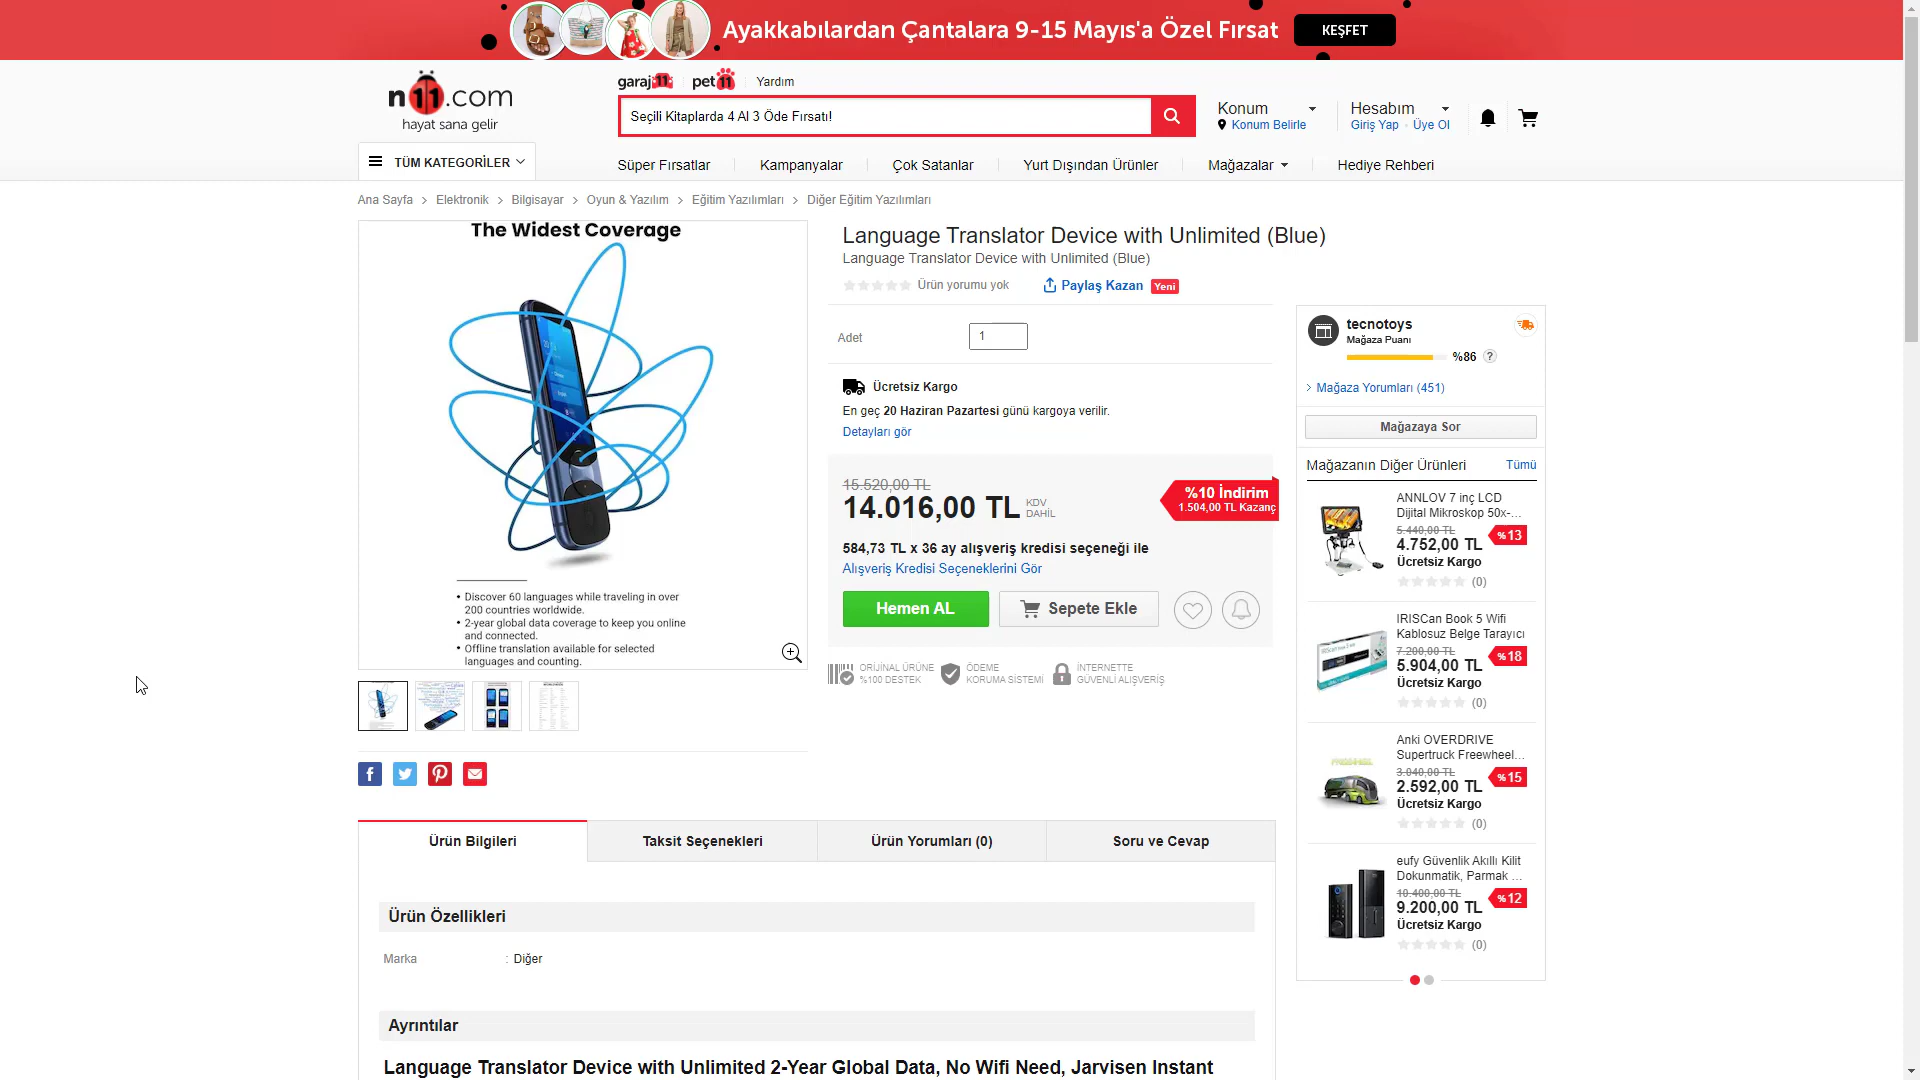 Ayakkabılardan Çantalara 9-15 Mayıs'a Özel Fırsat
KEŞFET
n11.com
hayat sana gelir
garaj11
pet11
Yardım
Seçili Kitaplarda 4 Al 3 Öde Fırsatı!
Konum
Konum Belirle
Hesabım
Giriş Yap
Üye Ol
TÜM KATEGORİLER
Süper Fırsatlar
Kampanyalar
Çok Satanlar
Yurt Dışından Ürünler
Mağazalar
Hediye Rehberi
Ana Sayfa > Elektronik > Bilgisayar > Oyun & Yazılım > Eğitim Yazılımları > Diğer Eğitim Yazılımları
The Widest Coverage
• Discover 60 languages while traveling in over
200 countries worldwide.
• 2-year global data coverage to keep you online
and connected.
• Offline translation available for selected
languages and counting.
Language Translator Device with Unlimited (Blue)
Language Translator Device with Unlimited (Blue)
Ürün yorumu yok
Paylaş Kazan
Yeni
Adet
1
Ücretsiz Kargo
En geç 20 Haziran Pazartesi günü kargoya verilir.
Detayları gör
15.520,00 TL
14.016,00 TL
KDV
DAHİL
%10 İndirim
1.504,00 TL Kazanç
584,73 TL x 36 ay alışveriş kredisi seçeneği ile
Alışveriş Kredisi Seçeneklerini Gör
Hemen AL
Sepete Ekle
ORİJİNAL ÜRÜNE
%100 DESTEK
ÖDEME
KORUMA SİSTEMİ
İNTERNETTE
GÜVENLİ ALIŞVERİŞ
tecnotoys
Mağaza Puanı
%86
?
Mağaza Yorumları (451)
Mağazaya Sor
Mağazanın Diğer Ürünleri
Tümü
ANNLOV 7 inç LCD
Dijital Mikroskop 50x-...
5.440,00 TL
4.752,00 TL
%13
Ücretsiz Kargo
(0)
IRISCan Book 5 Wifi
Kablosuz Belge Tarayıcı
7.200,00 TL
5.904,00 TL
%18
Ücretsiz Kargo
(0)
Anki OVERDRIVE
Supertruck Freewheel...
3.040,00 TL
2.592,00 TL
%15
Ücretsiz Kargo
(0)
eufy Güvenlik Akıllı Kilit
Dokunmatik, Parmak ...
10.400,00 TL
9.200,00 TL
%12
Ücretsiz Kargo
(0)
Ürün Bilgileri
Taksit Seçenekleri
Ürün Yorumları (0)
Soru ve Cevap
Ürün Özellikleri
Marka
: Diğer
Ayrıntılar
Language Translator Device with Unlimited 2-Year Global Data, No Wifi Need, Jarvisen Instant